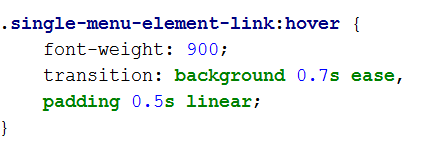 .single-menu-element-link:hover {
    font-weight: 900;
    transition: background 0.7s ease,
    padding 0.5s linear;
}